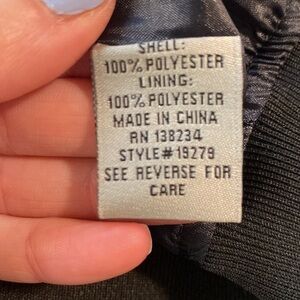 SHELL:
100% POLYESTER
LINING:
100% POLYESTER
MADE IN CHINA
RN 138234
STYLE#19279
SEE REVERSE FOR
CARE